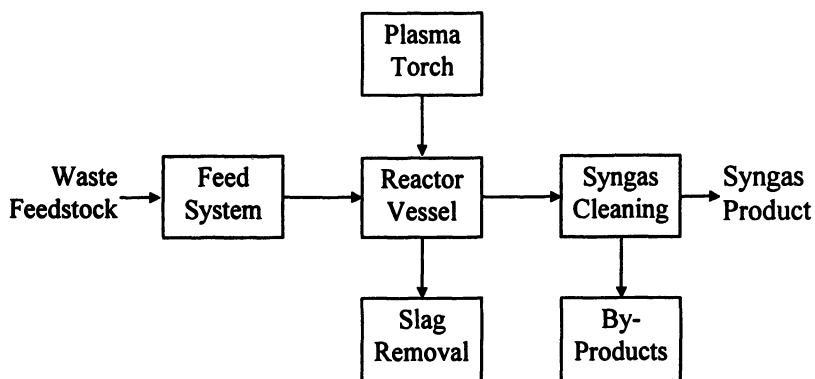 Plasma
Torch
Waste
Feedstock
Feed
System
Reactor
Vessel
Syngas
Cleaning
Syngas
Product
Slag
Removal
By-
Products